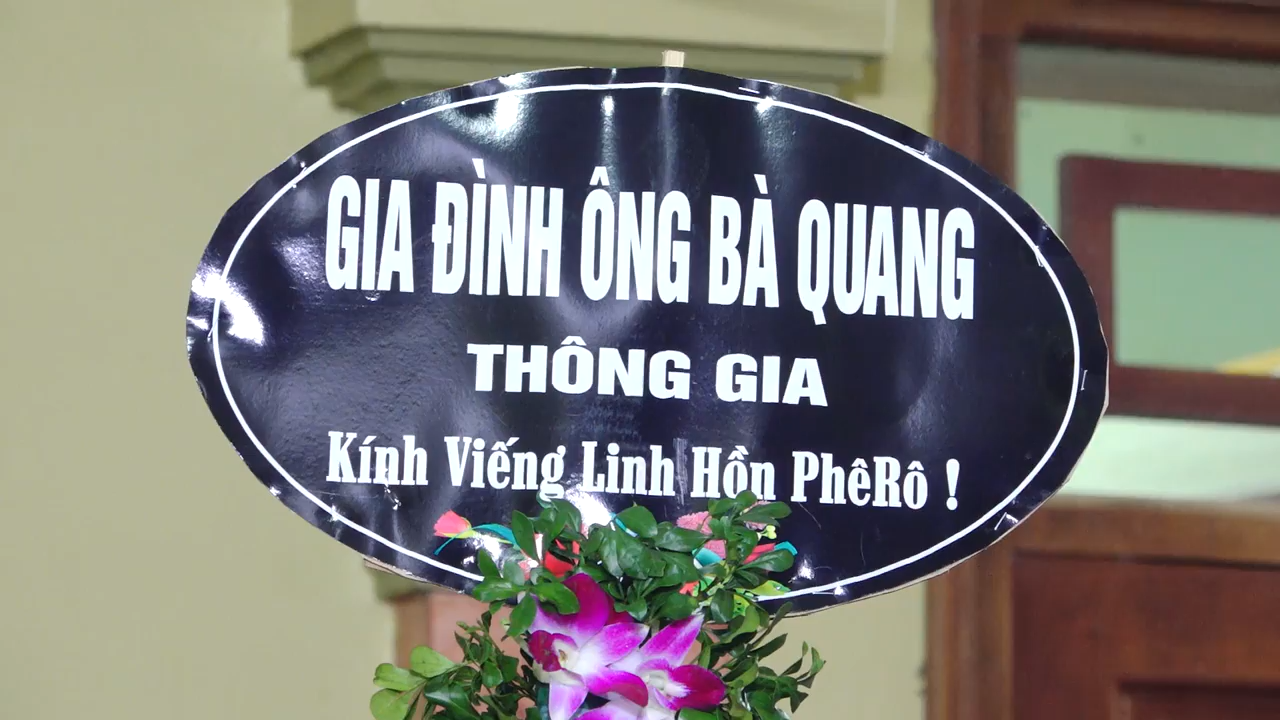 GIA ĐÌNH ÔNG BÀ QUANG
THÔNG GIA
Kính Viếng Linh Hồn PhêRô !